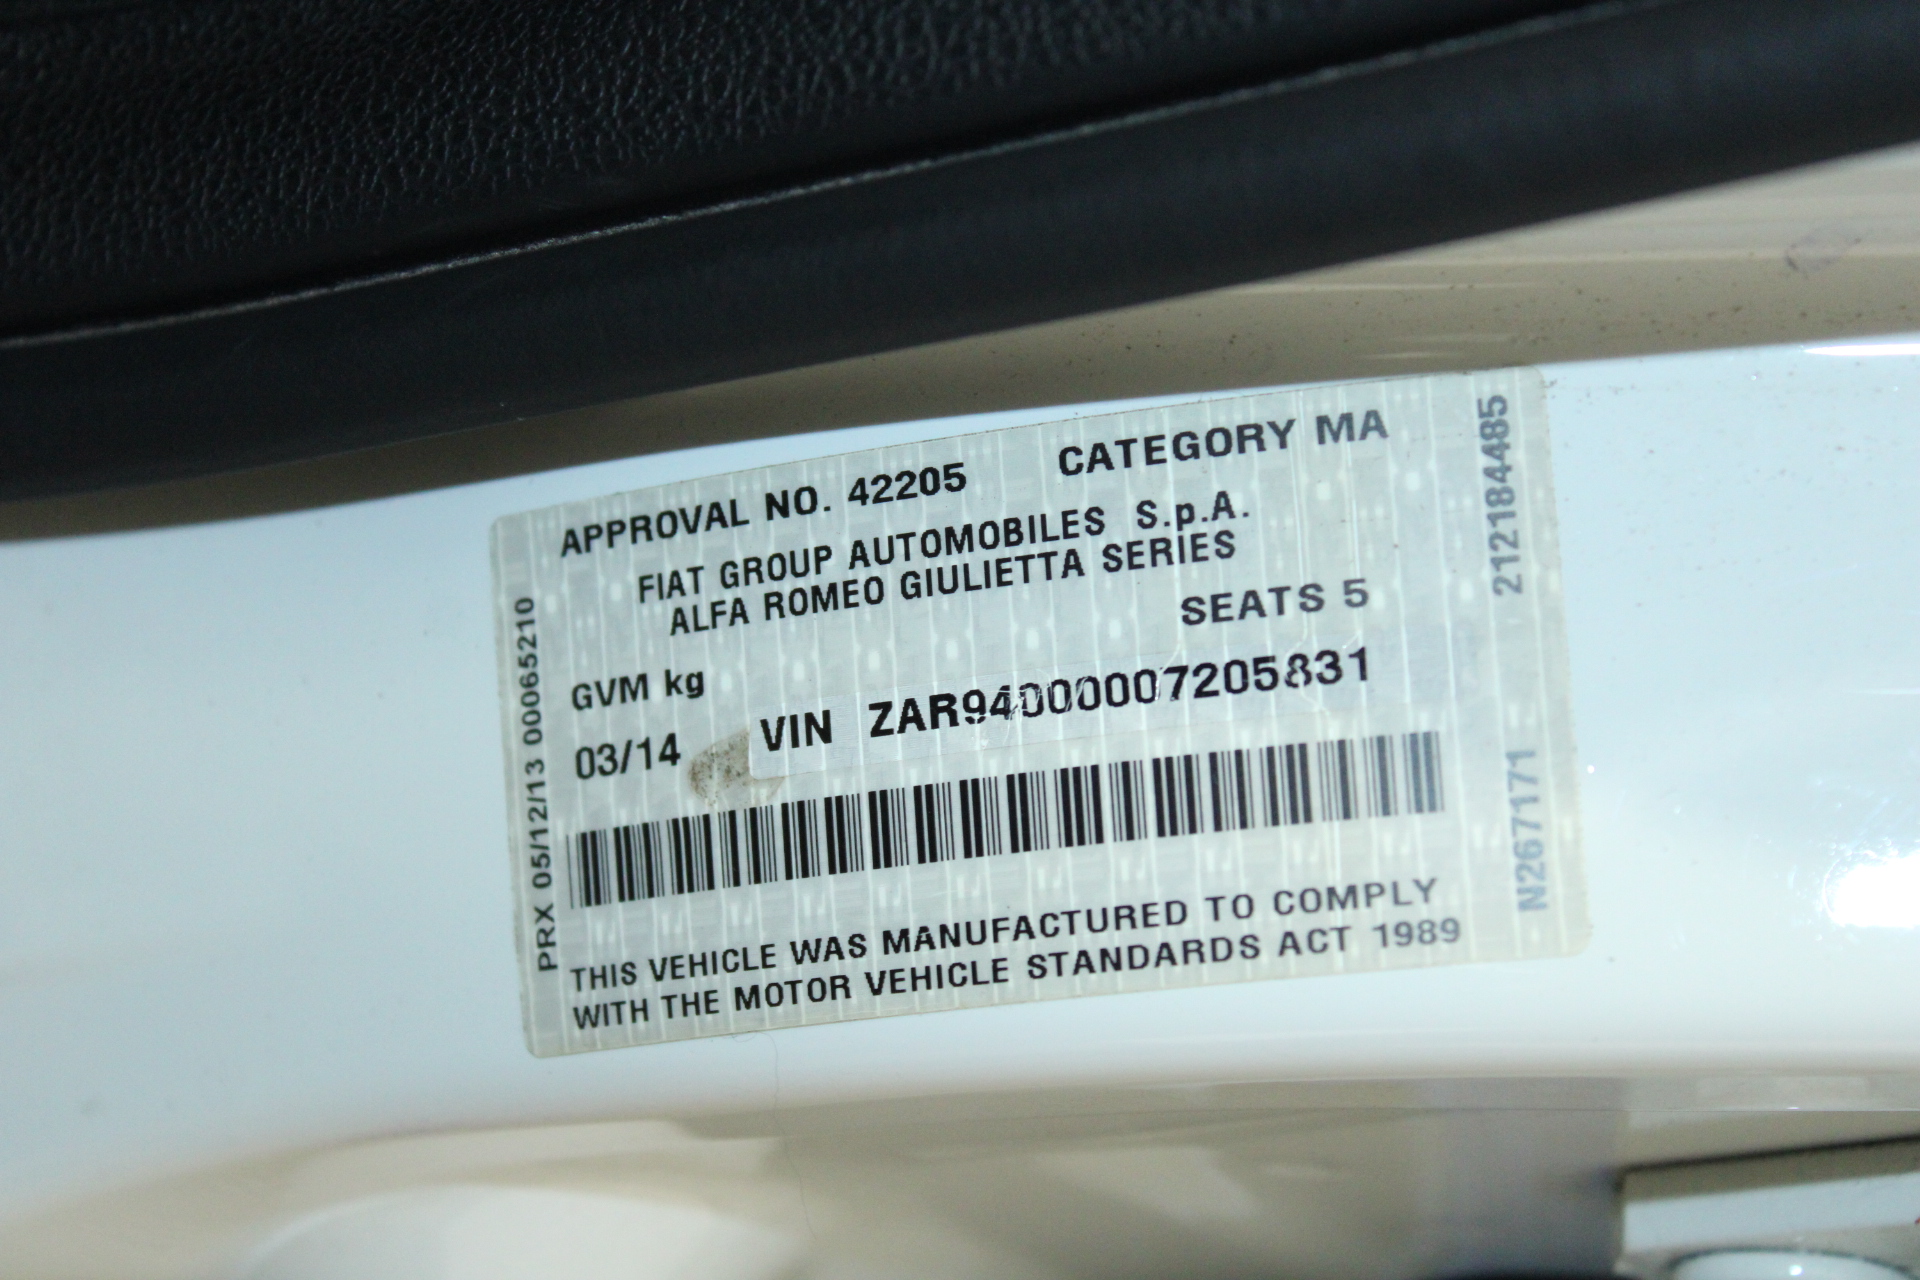 APPROVAL NO. 42205 CATEGORY MA
FIAT GROUP AUTOMOBILES S.p.A.
ALFA ROMEO GIULIETTA SERIES
SEATS 5
GVM kg
VIN ZAR94000007205831
03/14
THIS VEHICLE WAS MANUFACTURED TO COMPLY
WITH THE MOTOR VEHICLE STANDARDS ACT 1989
PRX 05/12/13 00065210
212184485
N267171